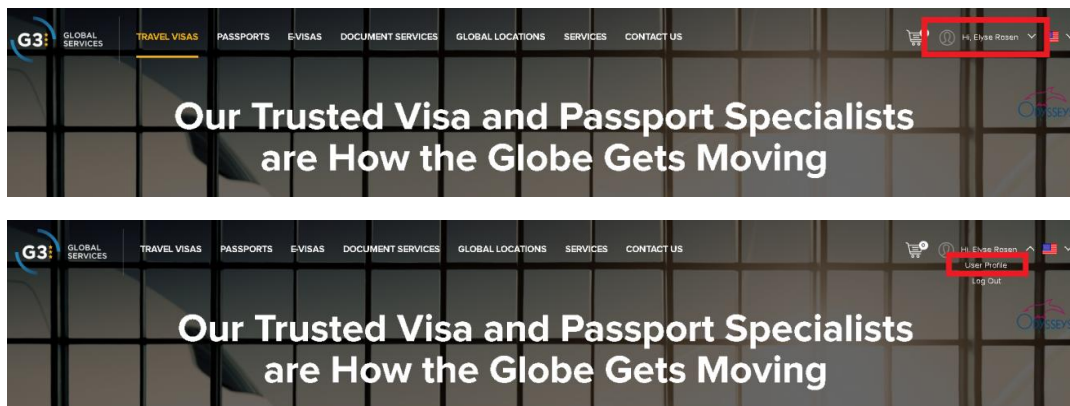 G3 GLOBAL SERVICES TRAVEL VISAS PASSPORTS E-VISAS DOCUMENT SERVICES GLOBAL LOCATIONS SERVICES CONTACT US Hi, Elyse Rosen
Our Trusted Visa and Passport Specialists
are How the Globe Gets Moving
G3 GLOBAL SERVICES TRAVEL VISAS PASSPORTS E-VISAS DOCUMENT SERVICES GLOBAL LOCATIONS SERVICES CONTACT US 0 Hi, Elyse Rosen
User Profile
Log Out
Our Trusted Visa and Passport Specialists
are How the Globe Gets Moving